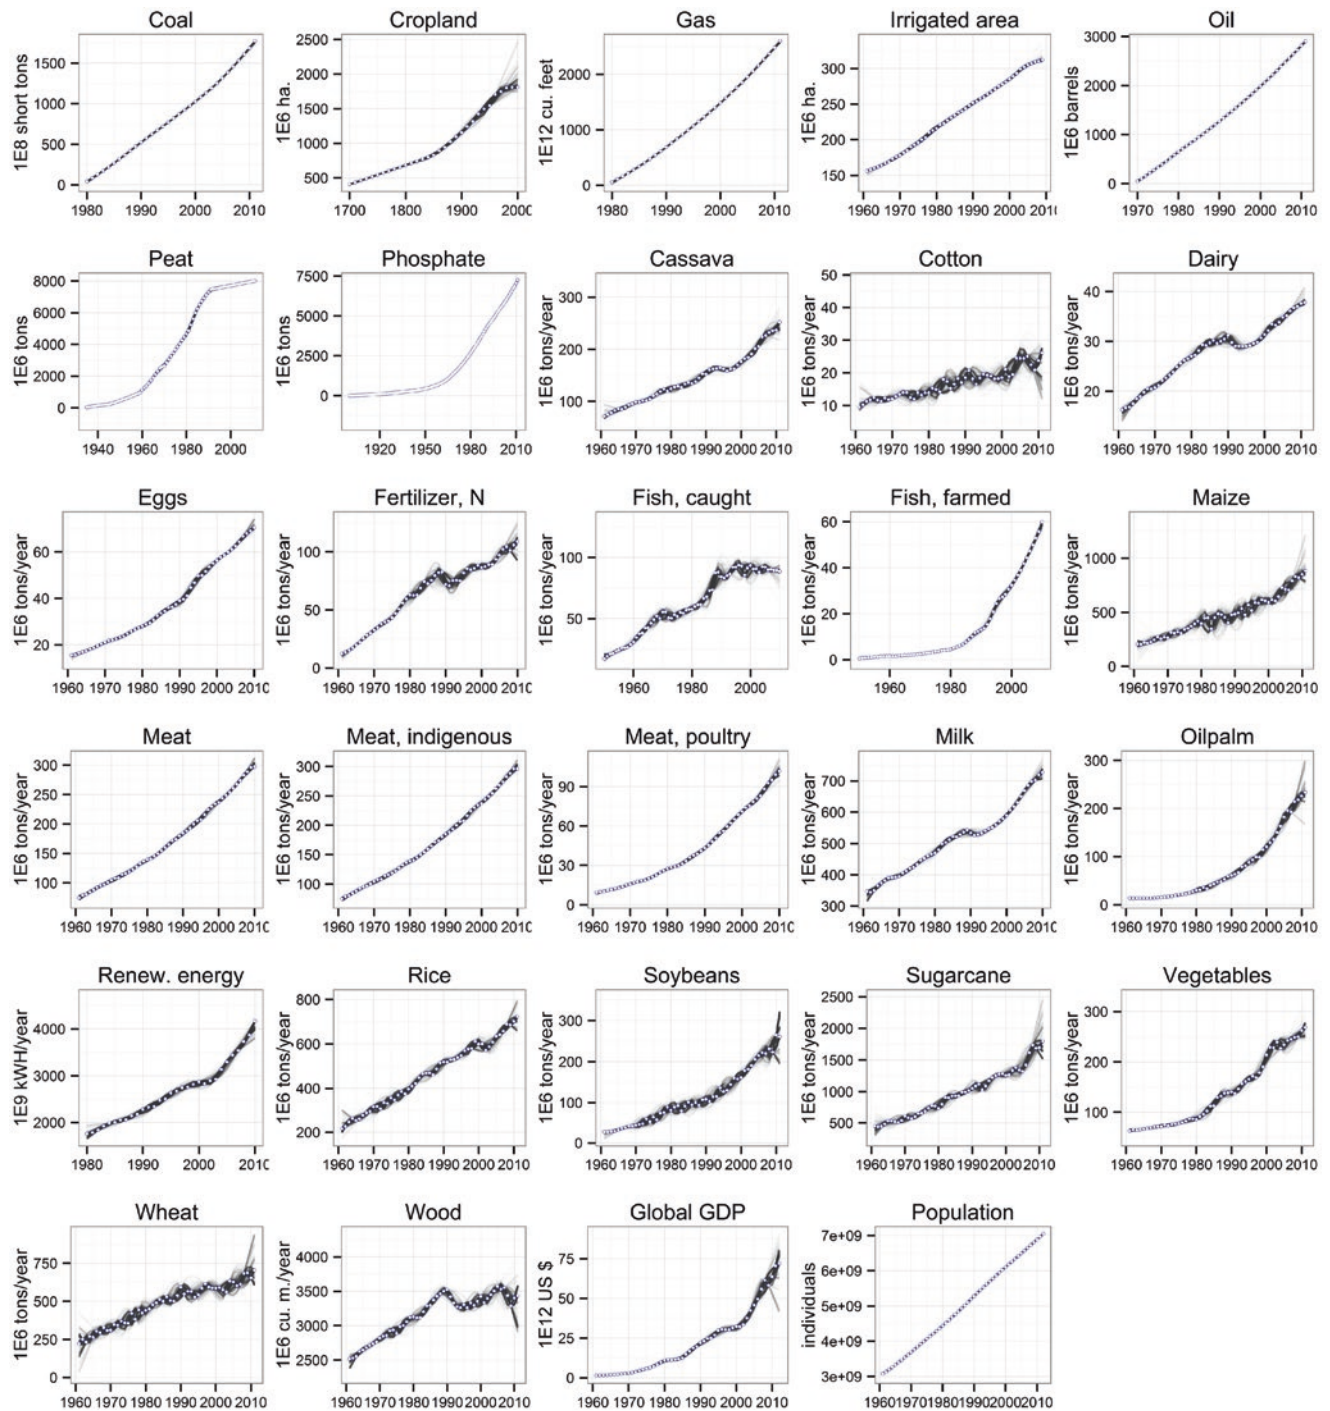 Coal
1E8 short tons
1500
1000
500
0
1980 1990 2000 2010
Cropland
1E6 ha.
2500
2000
1500
1000
500
1700 1800 1900 2000
Gas
1E12 cu. feet
2000
1000
0
1980 1990 2000 2010
Irrigated area
1E6 ha.
300
250
200
150
1960 1970 1980 1990 2000 2010
Oil
1E6 barrels
3000
2000
1000
0
1970 1980 1990 2000 2010
Peat
1E6 tons
8000
6000
4000
2000
0
1940 1960 1980 2000
Phosphate
1E6 tons
7500
5000
2500
0
1920 1950 1980 2010
Cassava
1E6 tons/year
300
200
100
1960 1970 1980 1990 2000 2010
Cotton
1E6 tons/year
50
40
30
20
10
1960 1970 1980 1990 2000 2010
Dairy
1E6 tons/year
40
30
20
1960 1970 1980 1990 2000 2010
Eggs
1E6 tons/year
60
40
20
1960 1970 1980 1990 2000 2010
Fertilizer, N
1E6 tons/year
100
50
0
1960 1970 1980 1990 2000 2010
Fish, caught
1E6 tons/year
100
50
1960 1980 2000
Fish, farmed
1E6 tons/year
60
40
20
0
1960 1980 2000
Maize
1E6 tons/year
1000
500
0
1960 1970 1980 1990 2000 2010
Meat
1E6 tons/year
300
250
200
150
100
1960 1970 1980 1990 2000 2010
Meat, indigenous
1E6 tons/year
300
250
200
150
100
1960 1970 1980 1990 2000 2010
Meat, poultry
1E6 tons/year
90
60
30
0
1960 1970 1980 1990 2000 2010
Milk
1E6 tons/year
700
600
500
400
300
1960 1970 1980 1990 2000 2010
Oilpalm
1E6 tons/year
300
200
100
0
1960 1970 1980 1990 2000 2010
Renew. energy
1E9 kWH/year
4000
3000
2000
1980 1990 2000 2010
Rice
1E6 tons/year
800
600
400
200
1960 1970 1980 1990 2000 2010
Soybeans
1E6 tons/year
300
200
100
0
1960 1970 1980 1990 2000 2010
Sugarcane
1E6 tons/year
2500
2000
1500
1000
500
1960 1970 1980 1990 2000 2010
Vegetables
1E6 tons/year
300
200
100
1960 1970 1980 1990 2000 2010
Wheat
1E6 tons/year
750
500
250
0
1960 1970 1980 1990 2000 2010
Wood
1E6 cu. m./year
4000
3500
3000
2500
1960 1970 1980 1990 2000 2010
Global GDP
1E12 US $
75
50
25
0
1960 1970 1980 1990 2000 2010
Population
individuals
7e+09
6e+09
5e+09
4e+09
3e+09
1960 1970 1980 1990 2000 2010